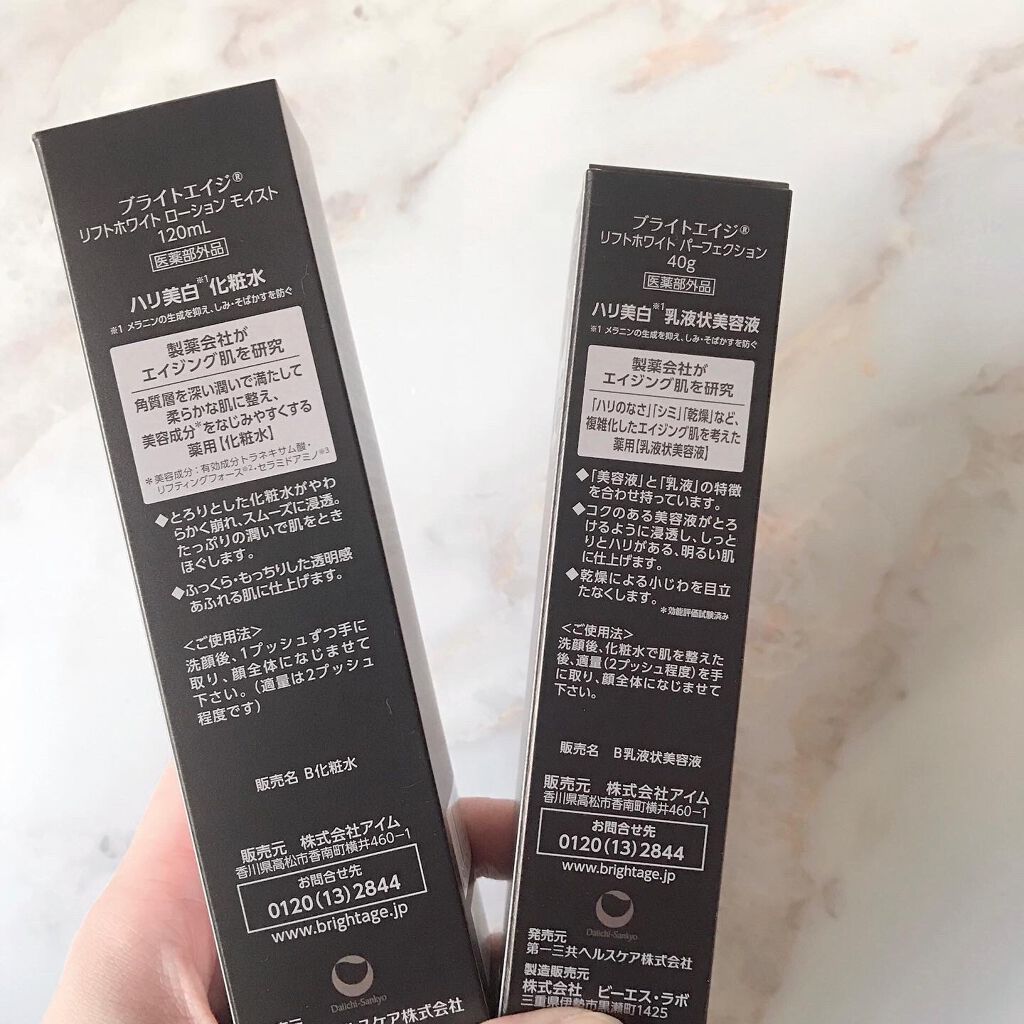 ブライトエイジ®
リフトホワイト ローション モイスト
120mL
医薬部外品
ハリ美白※1化粧水
※1 メラニンの生成を抑え、しみ・そばかすを防ぐ
製薬会社が
エイジング肌を研究
角質層を深い潤いで満たして
柔らかな肌に整え、
美容成分*をなじみやすくする
薬用【化粧水】
*美容成分:有効成分トラネキサム酸・
リフティングフォース※2・セラミドアミノ※3
◆とろりとした化粧水がやわ
らかく崩れ、スムーズに浸透。
たっぷりの潤いで肌をとき
ほぐします。
◆ふっくら・もっちりした透明感
あふれる肌に仕上げます。
<ご使用法>
洗顔後、1プッシュずつ手に
取り、顔全体になじませて
下さい。(適量は2プッシュ
程度です)
販売名 B化粧水
販売元 株式会社アイム
香川県高松市香南町横井460-1
お問合せ先
0120(13)2844
www.brightage.jp
Daiichi-Sankyo
発売元
第一三共ヘルスケア株式会社
ブライトエイジ®
リフトホワイト パーフェクション
40g
医薬部外品
ハリ美白※1乳液状美容液
※1 メラニンの生成を抑え、しみ・そばかすを防ぐ
製薬会社が
エイジング肌を研究
「ハリのなさ」「シミ」「乾燥」など、
複雑化したエイジング肌を考えた
薬用【乳液状美容液】
◆「美容液」と「乳液」の特徴
を合わせ持っています。
◆コクのある美容液がとろ
けるように浸透し、しっと
りとハリがある、明るい肌
に仕上げます。
◆乾燥による小じわを目立
たなくします。
*効能評価試験済み
<ご使用法>
洗顔後、化粧水で肌を整えた
後、適量(2プッシュ程度)を手
に取り、顔全体になじませて
下さい。
販売名 B乳液状美容液
販売元 株式会社アイム
香川県高松市香南町横井460-1
お問合せ先
0120(13)2844
www.brightage.jp
Daiichi-Sankyo
発売元
第一三共ヘルスケア株式会社
製造販売元
株式会社 ビーエス・ラボ
三重県伊勢市黒瀬町1425